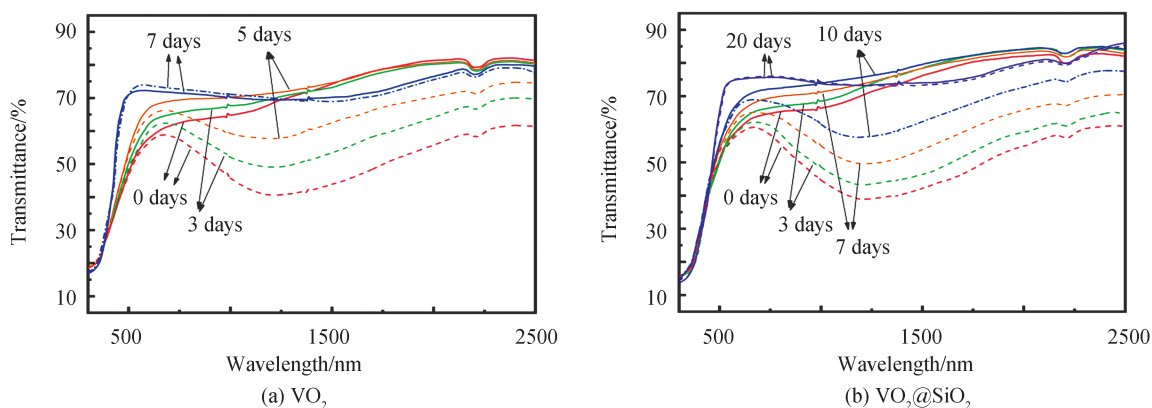 90
70
50
30
10
Transmittance/%
7 days
5 days
0 days
3 days
500
1500
2500
Wavelength/nm
(a) VO₂
90
70
50
30
10
Transmittance/%
20 days
10 days
0 days
3 days
7 days
500
1500
2500
Wavelength/nm
(b) VO₂@SiO₂